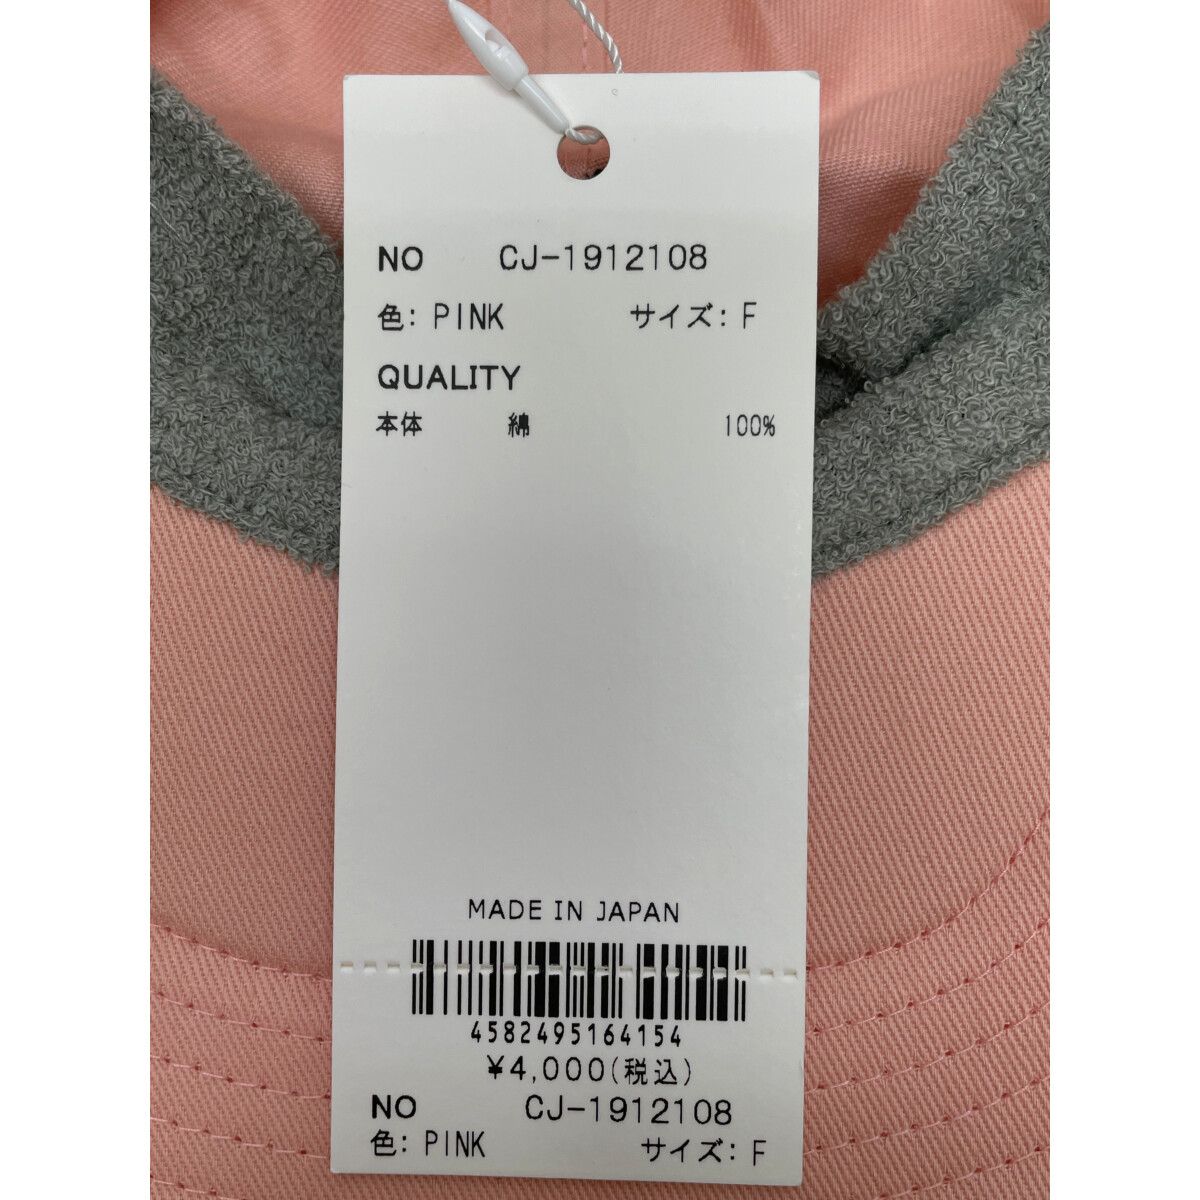 NO CJ-1912108
色: PINK サイズ: F
QUALITY
本体 綿 100%
MADE IN JAPAN
4582495164154
¥4,000(税込)
NO CJ-1912108
色: PINK サイズ: F